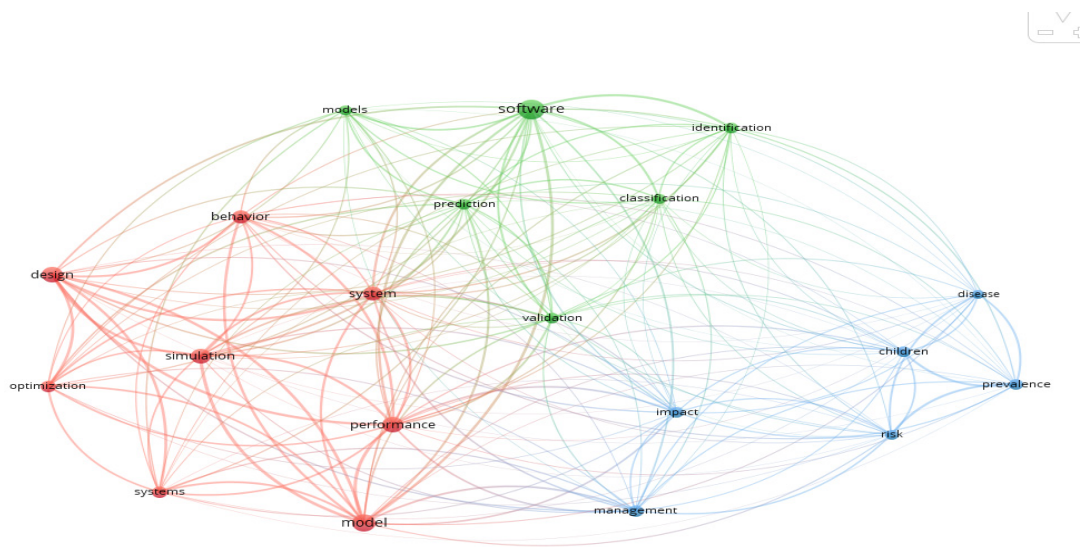 models
software
identification
prediction
classification
behavior
design
system
validation
disease
simulation
children
optimization
prevalence
impact
performance
risk
systems
management
model